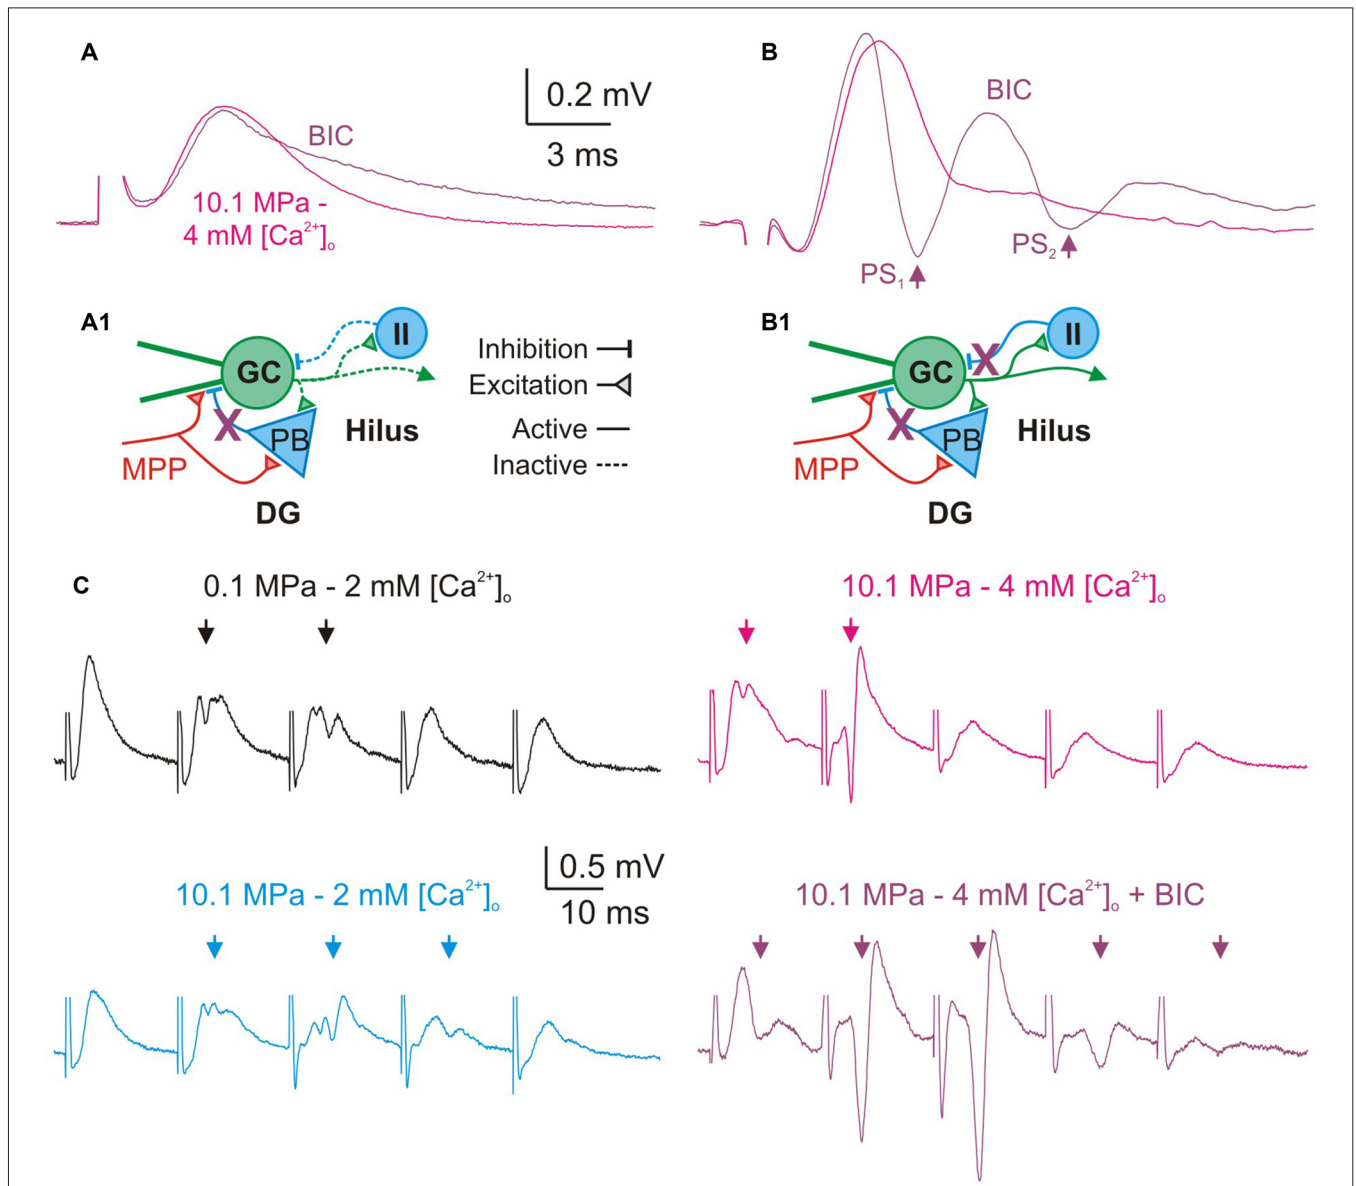 A
0.2 mV
3 ms
BIC
10.1 MPa -
4 mM [Ca²⁺]ₒ
B
BIC
PS₁
PS₂
A1
GC
II
PB
MPP
Hilus
DG
Inhibition
Excitation
Active
Inactive
B1
GC
II
X
X
X
PB
MPP
Hilus
DG
C
0.1 MPa - 2 mM [Ca²⁺]ₒ
10.1 MPa - 4 mM [Ca²⁺]ₒ
0.5 mV
10 ms
10.1 MPa - 2 mM [Ca²⁺]ₒ
10.1 MPa - 4 mM [Ca²⁺]ₒ + BIC